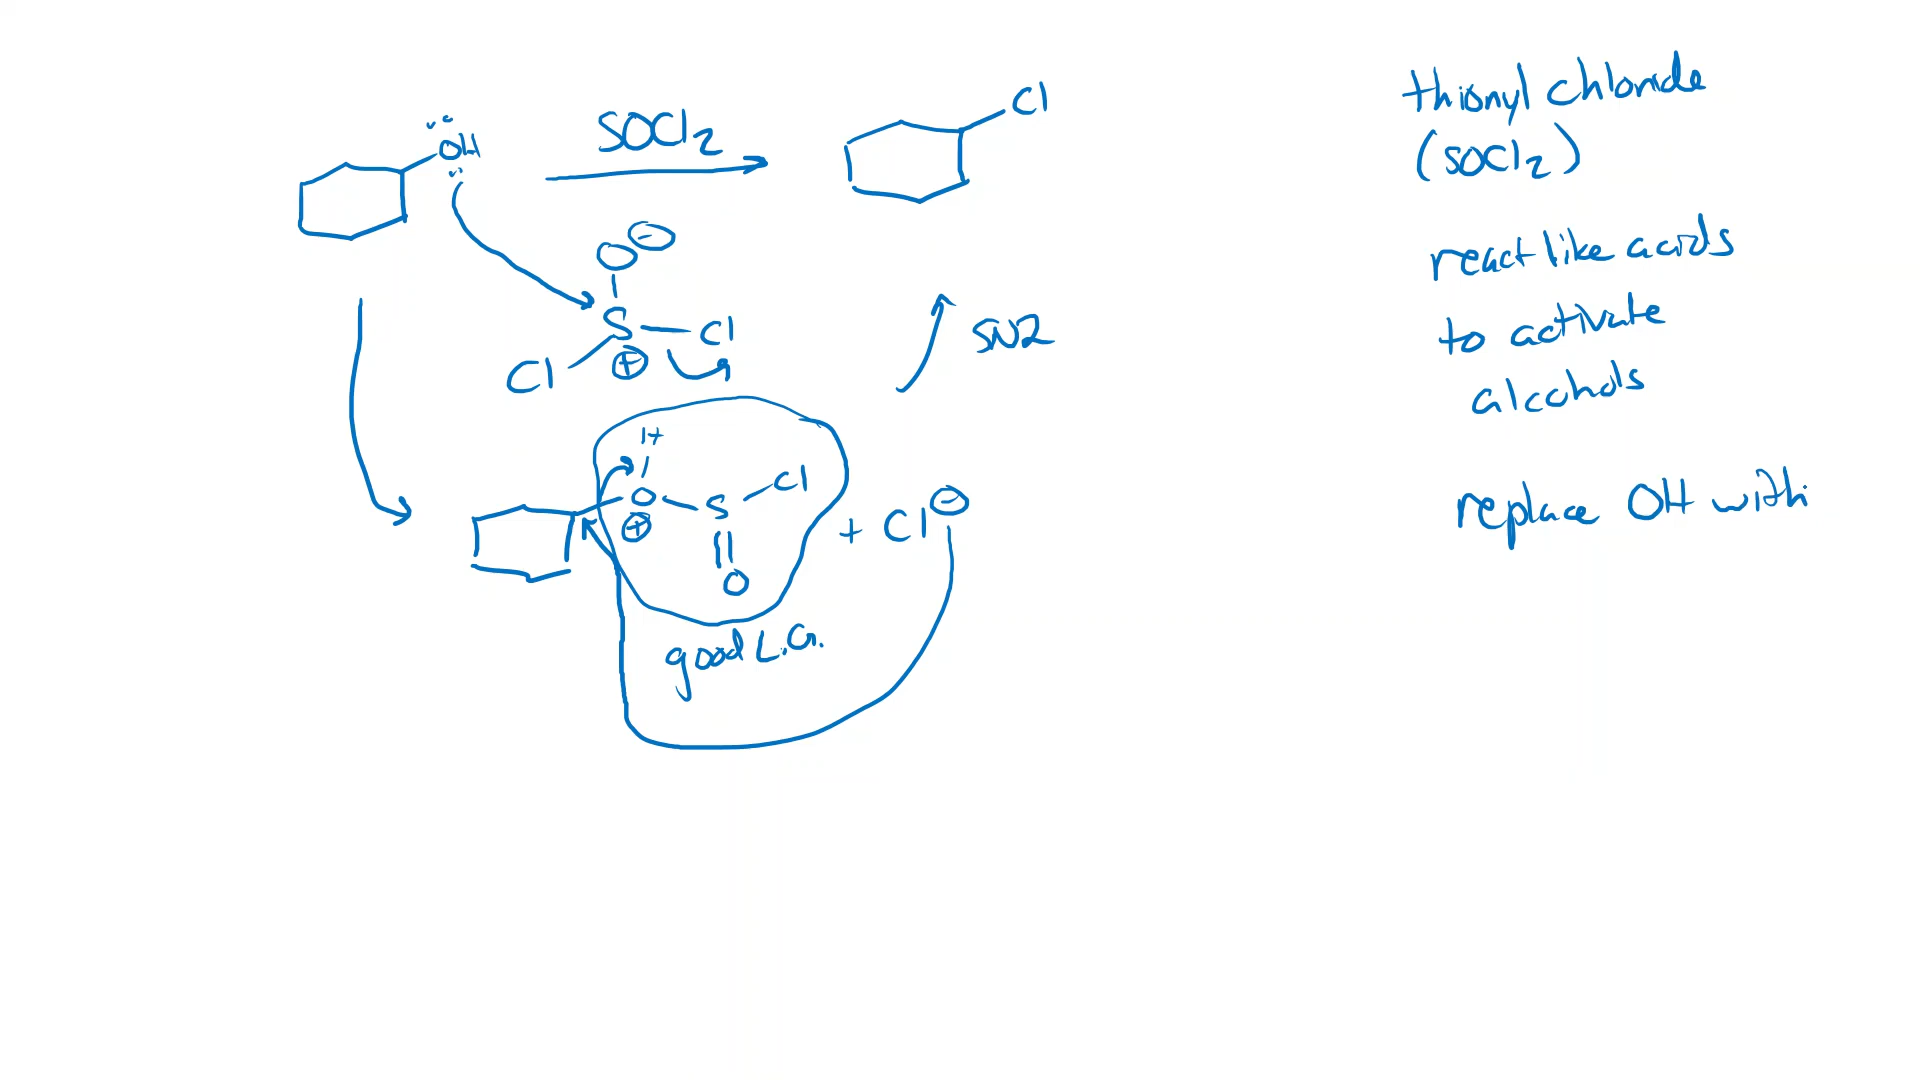 OH
SOCl2
Cl
O⊖
S
Cl
⊕
Cl
SN2
H
O
S
Cl
⊕
O
+ Cl⊖
good L.G.
thionyl chloride
(SOCl2)
react like acids
to activate
alcohols
replace OH with